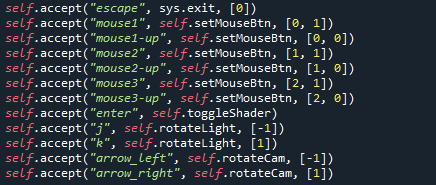 self.accept("escape", sys.exit, [0])
self.accept("mouse1", self.setMouseBtn, [0, 1])
self.accept("mouse1-up", self.setMouseBtn, [0, 0])
self.accept("mouse2", self.setMouseBtn, [1, 1])
self.accept("mouse2-up", self.setMouseBtn, [1, 0])
self.accept("mouse3", self.setMouseBtn, [2, 1])
self.accept("mouse3-up", self.setMouseBtn, [2, 0])
self.accept("enter", self.toggleShader)
self.accept("j", self.rotateLight, [-1])
self.accept("k", self.rotateLight, [1])
self.accept("arrow_left", self.rotateCam, [-1])
self.accept("arrow_right", self.rotateCam, [1])